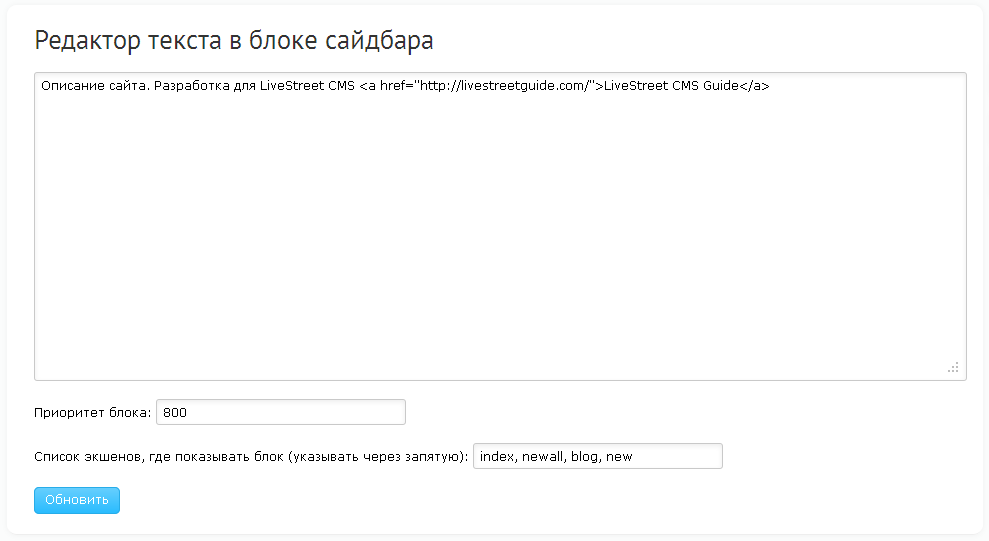 Редактор текста в блоке сайдбара
Описание сайта. Разработка для LiveStreet CMS <a href="http://livestreetguide.com/">LiveStreet CMS Guide</a>
Приоритет блока: 800
Список экшенов, где показывать блок (указывать через запятую): index, newall, blog, new
Обновить